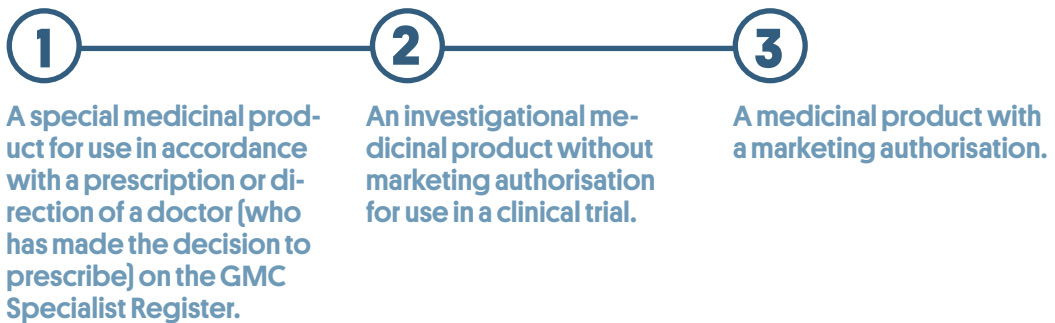 1
2
3
A special medicinal prod-
uct for use in accordance
with a prescription or di-
rection of a doctor (who
has made the decision to
prescribe) on the GMC
Specialist Register.
An investigational me-
dicinal product without
marketing authorisation
for use in a clinical trial.
A medicinal product with
a marketing authorisation.